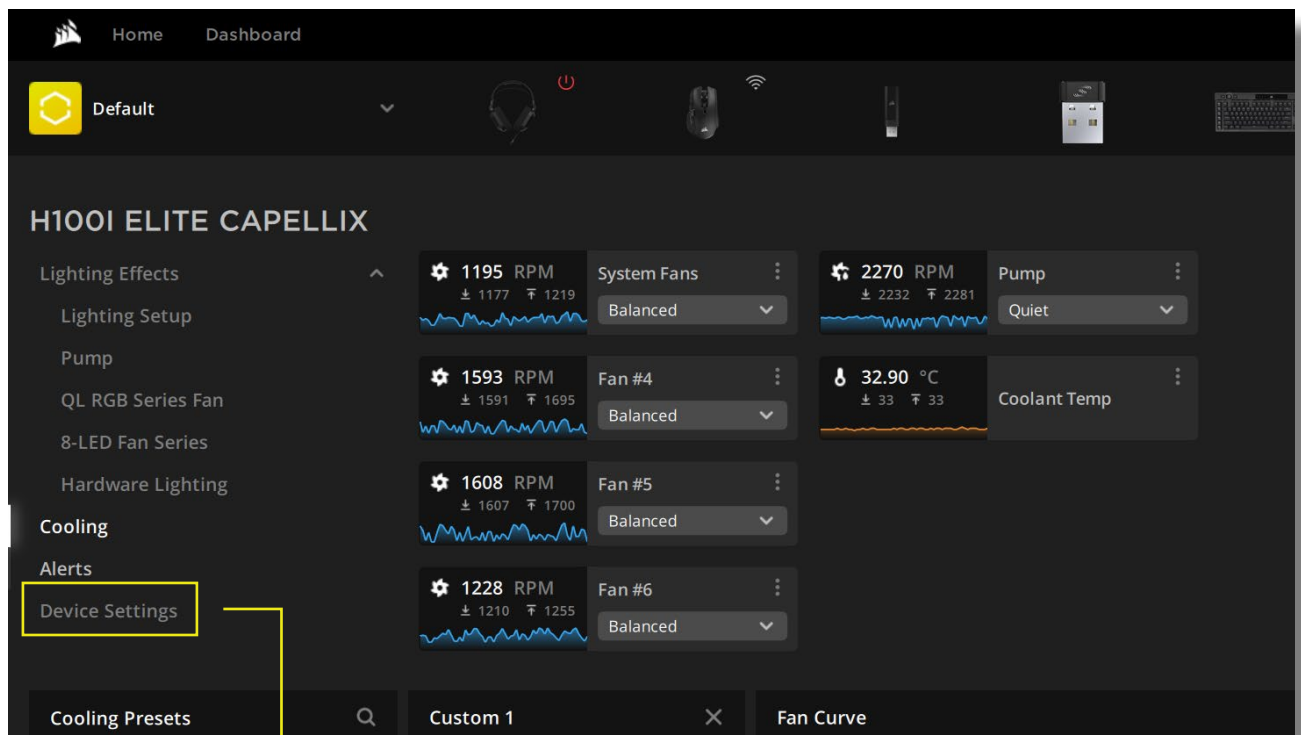 Home Dashboard
Default
H100I ELITE CAPELLIX
Lighting Effects
Lighting Setup
Pump
QL RGB Series Fan
8-LED Fan Series
Hardware Lighting
Cooling
Alerts
Device Settings
1195 RPM System Fans
1177 1219
Balanced
2270 RPM Pump
2232 2281
Quiet
1593 RPM Fan #4
1591 1695
Balanced
32.90 °C Coolant Temp
33 33
1608 RPM Fan #5
1607 1700
Balanced
1228 RPM Fan #6
1210 1255
Balanced
Cooling Presets
Custom 1
Fan Curve